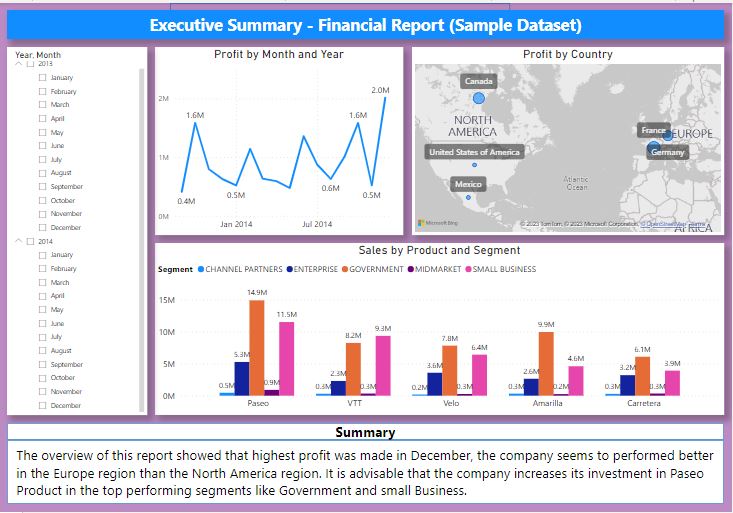 Executive Summary - Financial Report (Sample Dataset)
Year, Month
2013
January
February
March
April
May
June
July
August
September
October
November
December
2014
January
February
March
April
May
June
July
August
September
October
November
December
Profit by Month and Year
2M
1M
0M
0.4M
1.6M
0.5M
0.6M
1.6M
0.5M
2.0M
Jan 2014
Jul 2014
Profit by Country
Canada
NORTH
AMERICA
United States of America
Mexico
Atlantic
Ocean
France
EUROPE
Germany
AFRICA
Microsoft Bing
© 2023 TomTom, © 2023 Microsoft Corporation, © OpenStreetMap Terms
Sales by Product and Segment
Segment CHANNEL PARTNERS ENTERPRISE GOVERNMENT MIDMARKET SMALL BUSINESS
15M
10M
5M
0M
0.5M 5.3M 14.9M 0.9M 11.5M
0.3M 2.3M 8.2M 0.3M 9.3M
0.2M 3.6M 7.8M 0.3M 6.4M
0.3M 2.6M 9.9M 0.3M 4.6M
0.3M 3.2M 6.1M 0.3M 3.9M
Paseo VTT Velo Amarilla Carretera
Summary
The overview of this report showed that highest profit was made in December, the company seems to performed better
in the Europe region than the North America region. It is advisable that the company increases its investment in Paseo
Product in the top performing segments like Government and small Business.